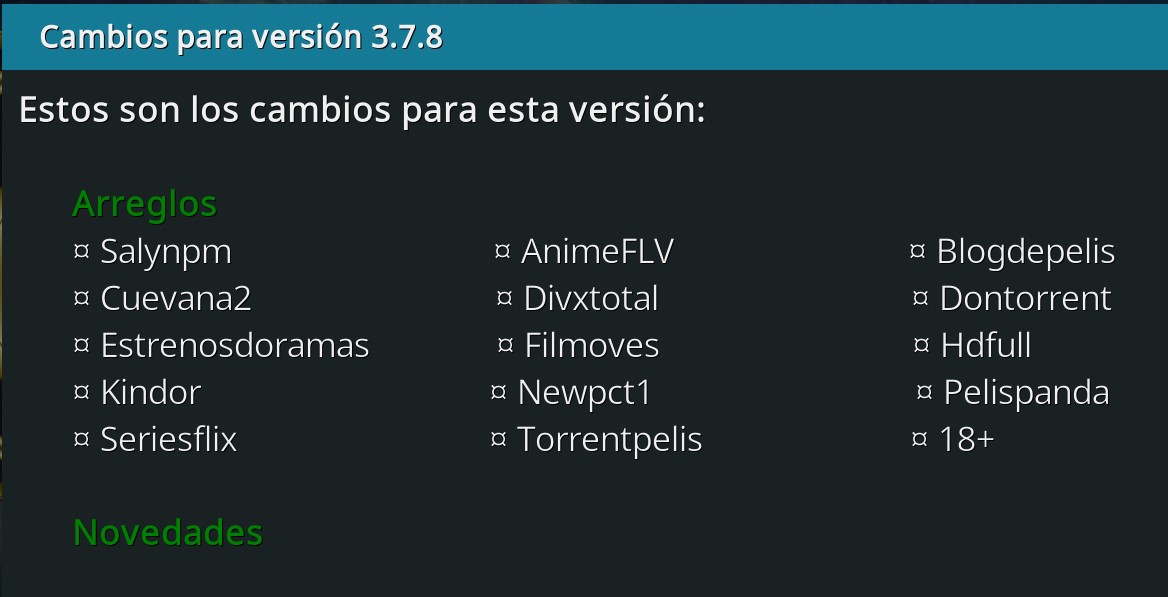 Cambios para versión 3.7.8
Estos son los cambios para esta versión:
Arreglos
¤ Salynpm ¤ AnimeFLV ¤ Blogdepelis
¤ Cuevana2 ¤ Divxtotal ¤ Dontorrent
¤ Estrenosdoramas ¤ Filmoves ¤ Hdfull
¤ Kindor ¤ Newpct1 ¤ Pelispanda
¤ Seriesflix ¤ Torrentpelis ¤ 18+
Novedades